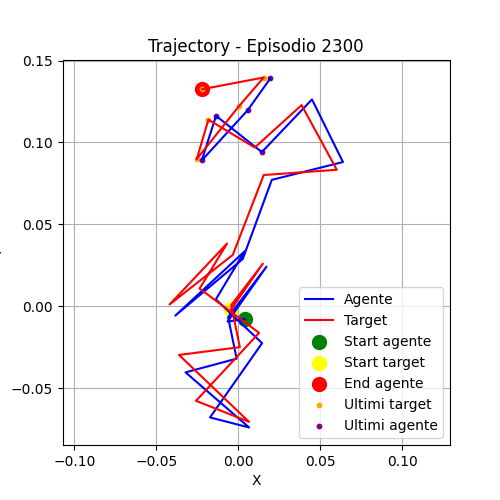 Trajectory - Episodio 2300
0.15
0.10
0.05
0.00
−0.05
−0.10
−0.05
0.00
0.05
0.10
X
Agente
Target
Start agente
Start target
End agente
Ultimi target
Ultimi agente